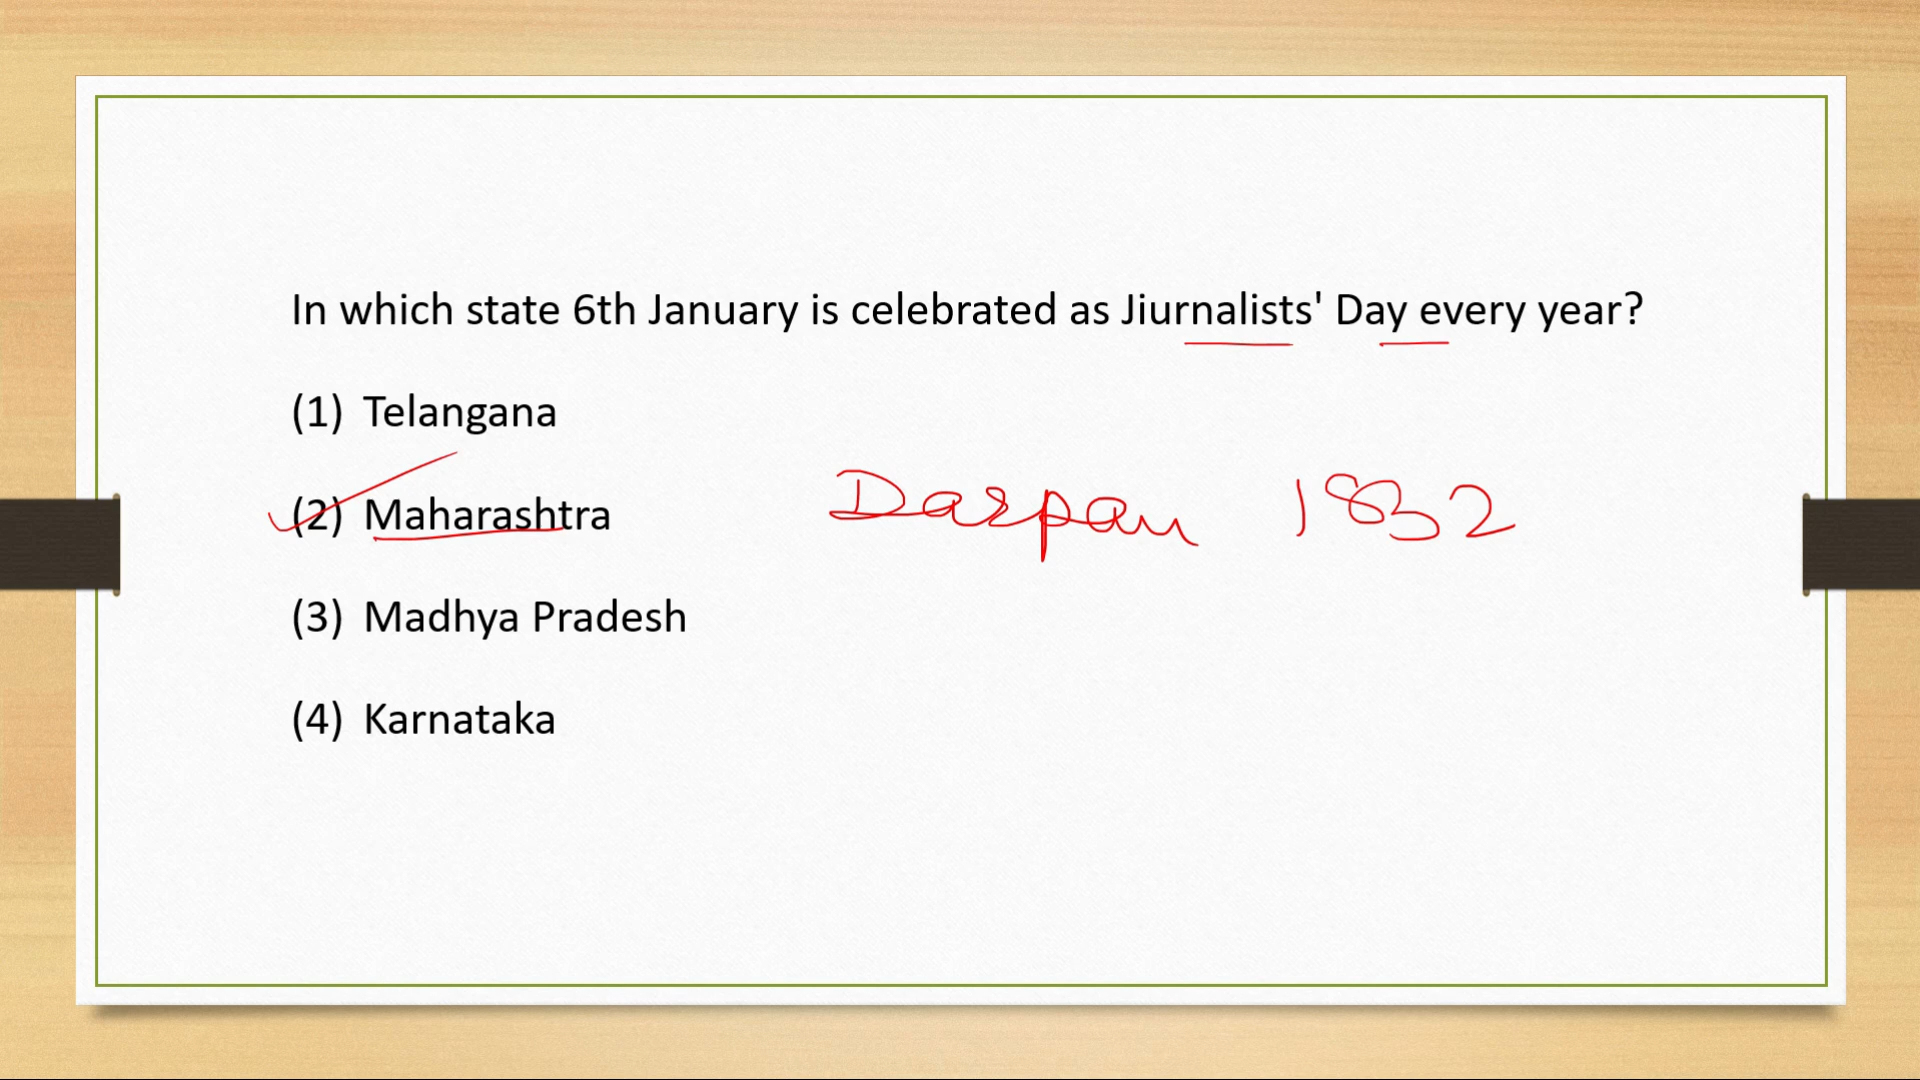 In which state 6th January is celebrated as Jiurnalists' Day every year?
(1) Telangana
(2) Maharashtra
Darpan 1832
(3) Madhya Pradesh
(4) Karnataka